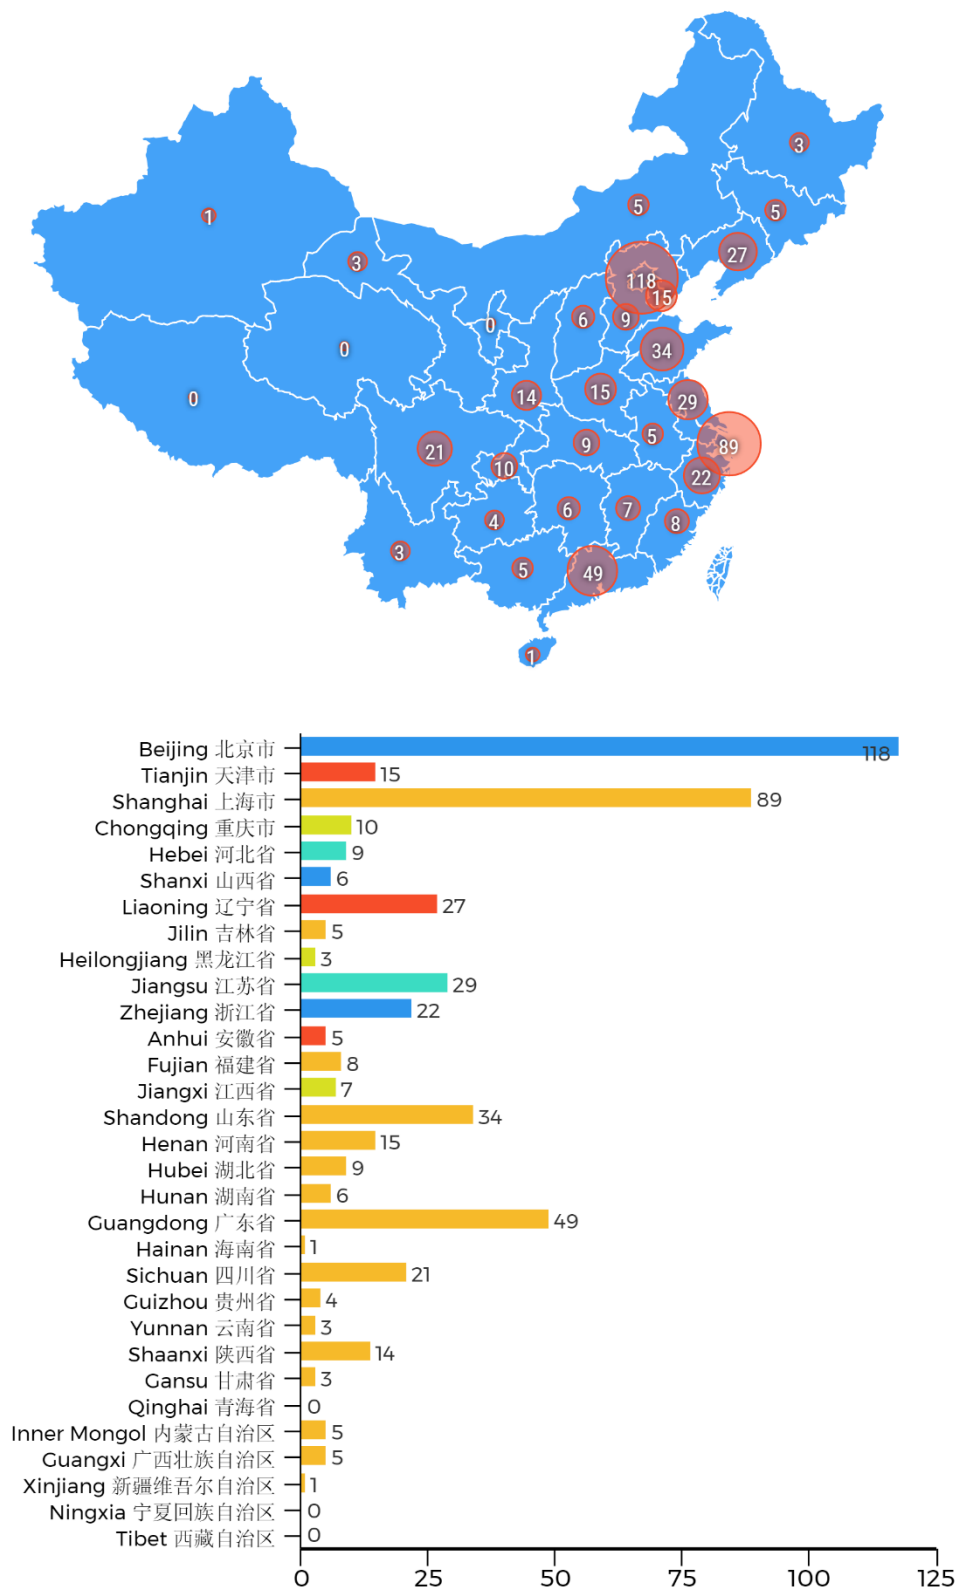 3
1
5
5
3
27
118
15
0
6
9
0
34
14
15
29
0
21
9
5
89
10
22
4
6
7
8
3
5
49
1
Beijing 北京市 118
Tianjin 天津市 15
Shanghai 上海市 89
Chongqing 重庆市 10
Hebei 河北省 9
Shanxi 山西省 6
Liaoning 辽宁省 27
Jilin 吉林省 5
Heilongjiang 黑龙江省 3
Jiangsu 江苏省 29
Zhejiang 浙江省 22
Anhui 安徽省 5
Fujian 福建省 8
Jiangxi 江西省 7
Shandong 山东省 34
Henan 河南省 15
Hubei 湖北省 9
Hunan 湖南省 6
Guangdong 广东省 49
Hainan 海南省 1
Sichuan 四川省 21
Guizhou 贵州省 4
Yunnan 云南省 3
Shaanxi 陕西省 14
Gansu 甘肃省 3
Qinghai 青海省 0
Inner Mongol 内蒙古自治区 5
Guangxi 广西壮族自治区 5
Xinjiang 新疆维吾尔自治区 1
Ningxia 宁夏回族自治区 0
Tibet 西藏自治区 0
0 25 50 75 100 125